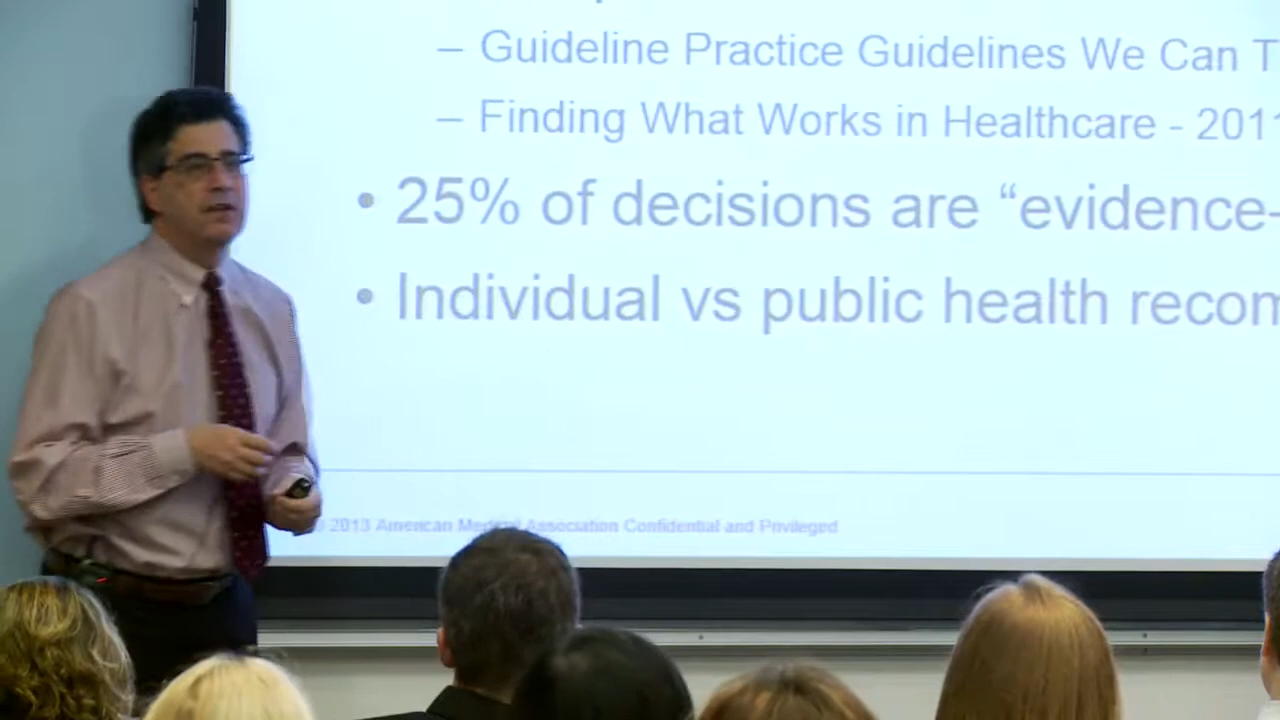 – Guideline Practice Guidelines We Can T
– Finding What Works in Healthcare - 2011
• 25% of decisions are “evidence-
• Individual vs public health recom
2013 American Medical Association Confidential and Privileged